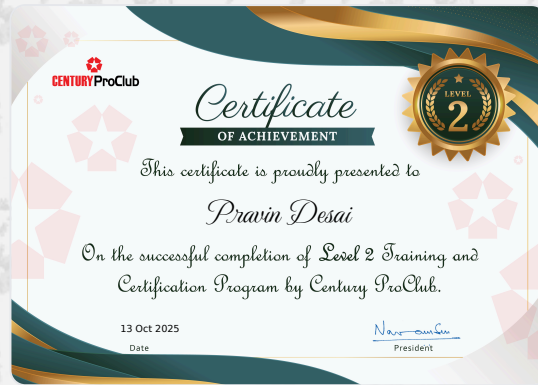 CENTURY ProClub
LEVEL
2
Certificate
OF ACHIEVEMENT
This certificate is proudly presented to
Pravin Desai
On the successful completion of Level 2 Training and
Certification Program by Century ProClub.
13 Oct 2025
Date
President